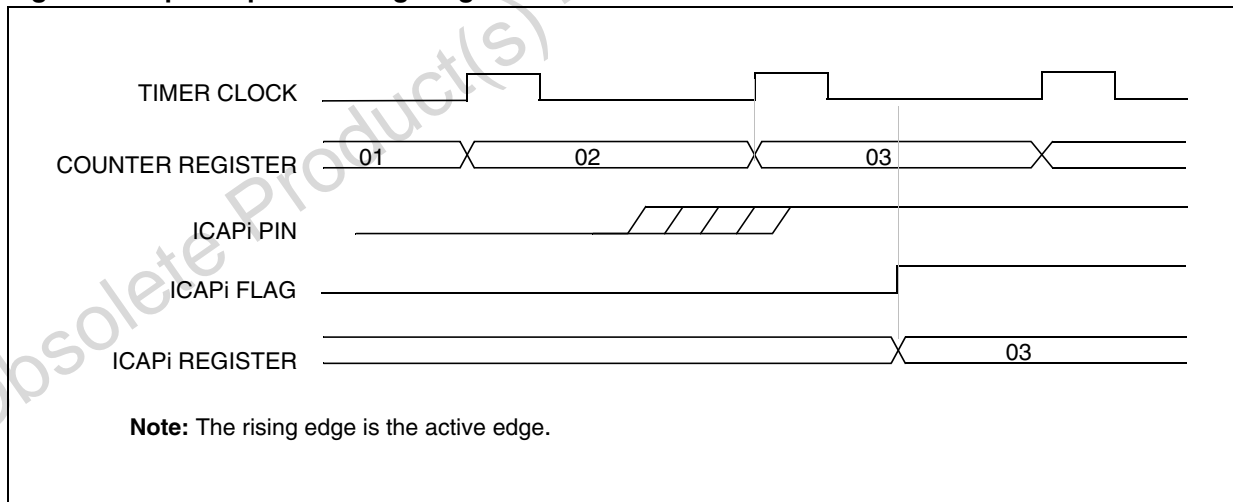 TIMER CLOCK
COUNTER REGISTER 01 02 03
ICAPi PIN
ICAPi FLAG
ICAPi REGISTER 03
Note: The rising edge is the active edge.
Obsolete Product(s)